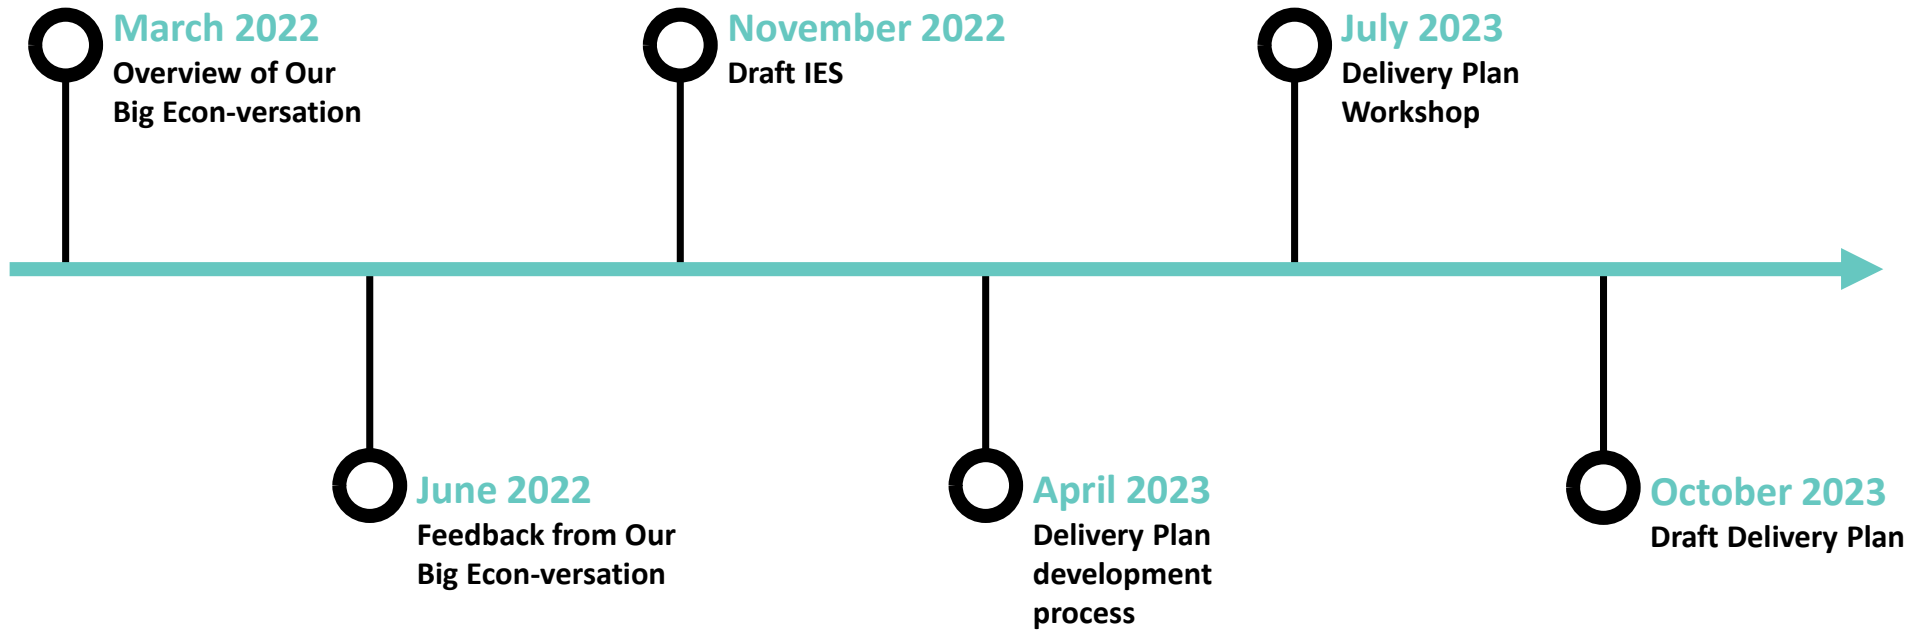 March 2022
Overview of Our
Big Econ-versation
June 2022
Feedback from Our
Big Econ-versation
November 2022
Draft IES
April 2023
Delivery Plan
development
process
July 2023
Delivery Plan
Workshop
October 2023
Draft Delivery Plan